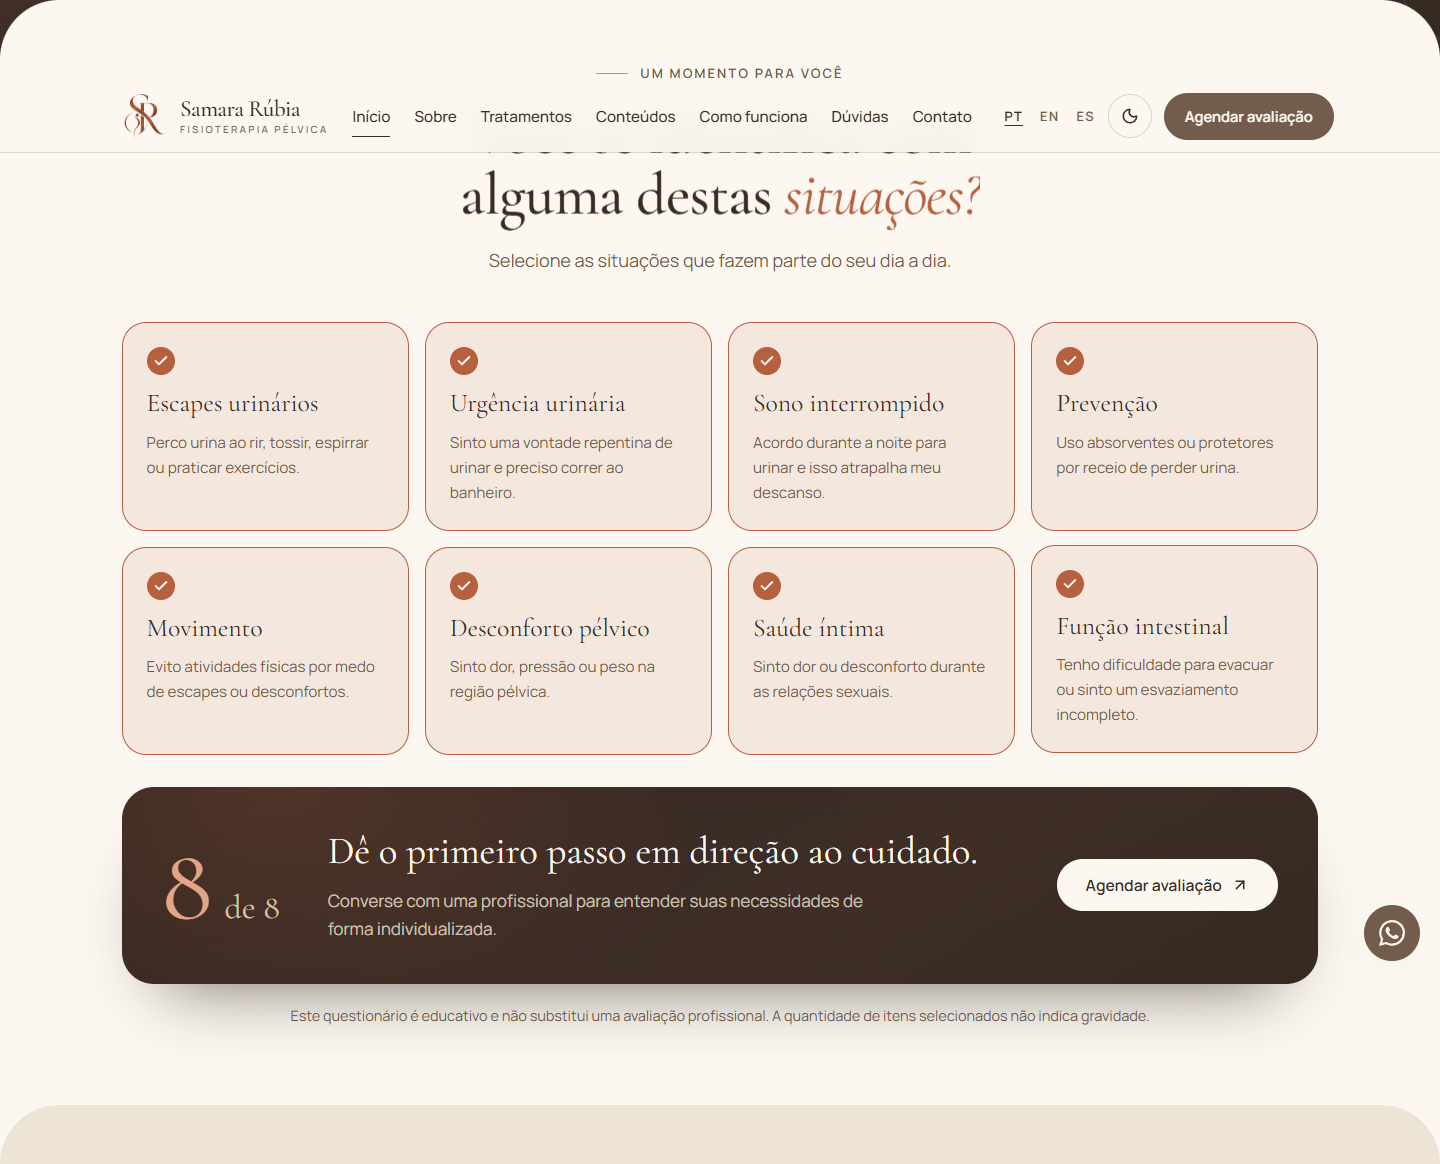 UM MOMENTO PARA VOCÊ
Samara Rúbia
FISIOTERAPIA PÉLVICA
Início Sobre Tratamentos Conteúdos Como funciona Dúvidas Contato PT EN ES Agendar avaliação
alguma destas situações?
Selecione as situações que fazem parte do seu dia a dia.
Escapes urinários
Perco urina ao rir, tossir, espirrar
ou praticar exercícios.
Urgência urinária
Sinto uma vontade repentina de
urinar e preciso correr ao
banheiro.
Sono interrompido
Acordo durante a noite para
urinar e isso atrapalha meu
descanso.
Prevenção
Uso absorventes ou protetores
por receio de perder urina.
Movimento
Evito atividades físicas por medo
de escapes ou desconfortos.
Desconforto pélvico
Sinto dor, pressão ou peso na
região pélvica.
Saúde íntima
Sinto dor ou desconforto durante
as relações sexuais.
Função intestinal
Tenho dificuldade para evacuar
ou sinto um esvaziamento
incompleto.
8 de 8
Dê o primeiro passo em direção ao cuidado.
Converse com uma profissional para entender suas necessidades de
forma individualizada.
Agendar avaliação
Este questionário é educativo e não substitui uma avaliação profissional. A quantidade de itens selecionados não indica gravidade.